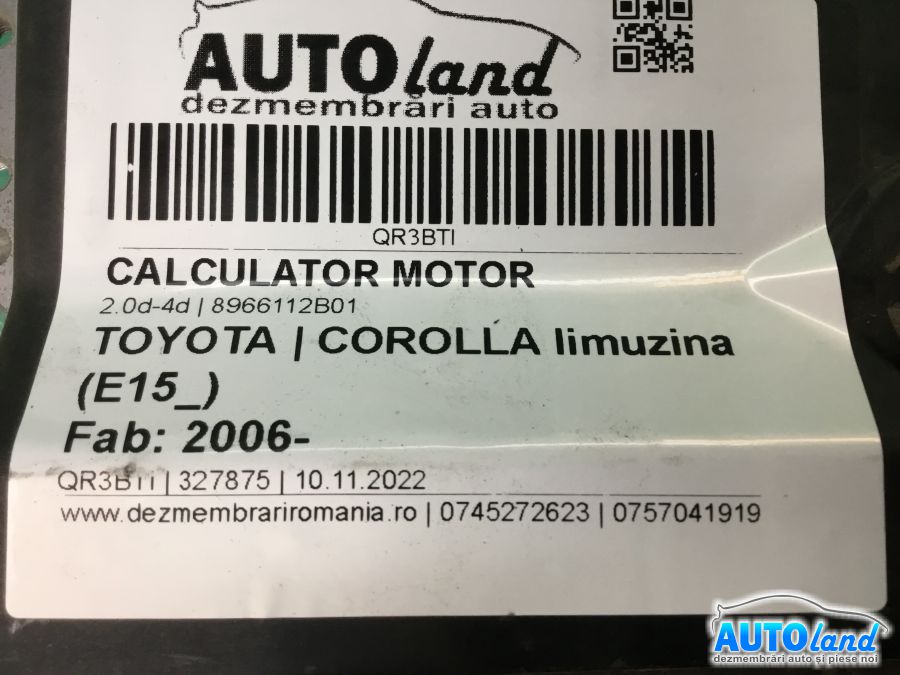 AUTOland
dezmembrări auto
QR3BTI
CALCULATOR MOTOR
2.0d-4d | 8966112B01
TOYOTA | COROLLA limuzina
(E15_)
Fab: 2006-
QR3BTI | 327875 | 10.11.2022
www.dezmembrariromania.ro | 0745272623 | 0757041919
AUTOland
dezmembrări auto și piese noi